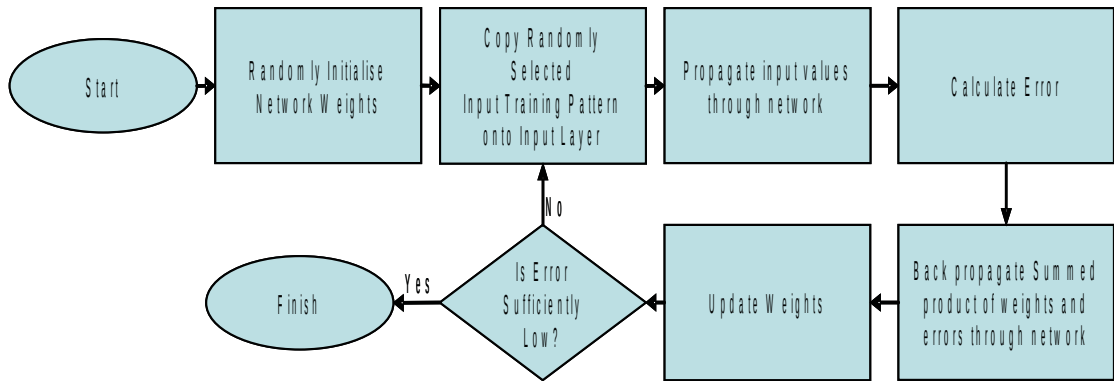 Start
Randomly Initialise
Network Weights
Copy Randomly
Selected
Input Training Pattern
onto Input Layer
Propagate input values
through network
Calculate Error
Back propagate Summed
product of weights and
errors through network
Update Weights
Is Error
Sufficiently
Low?
No
Yes
Finish